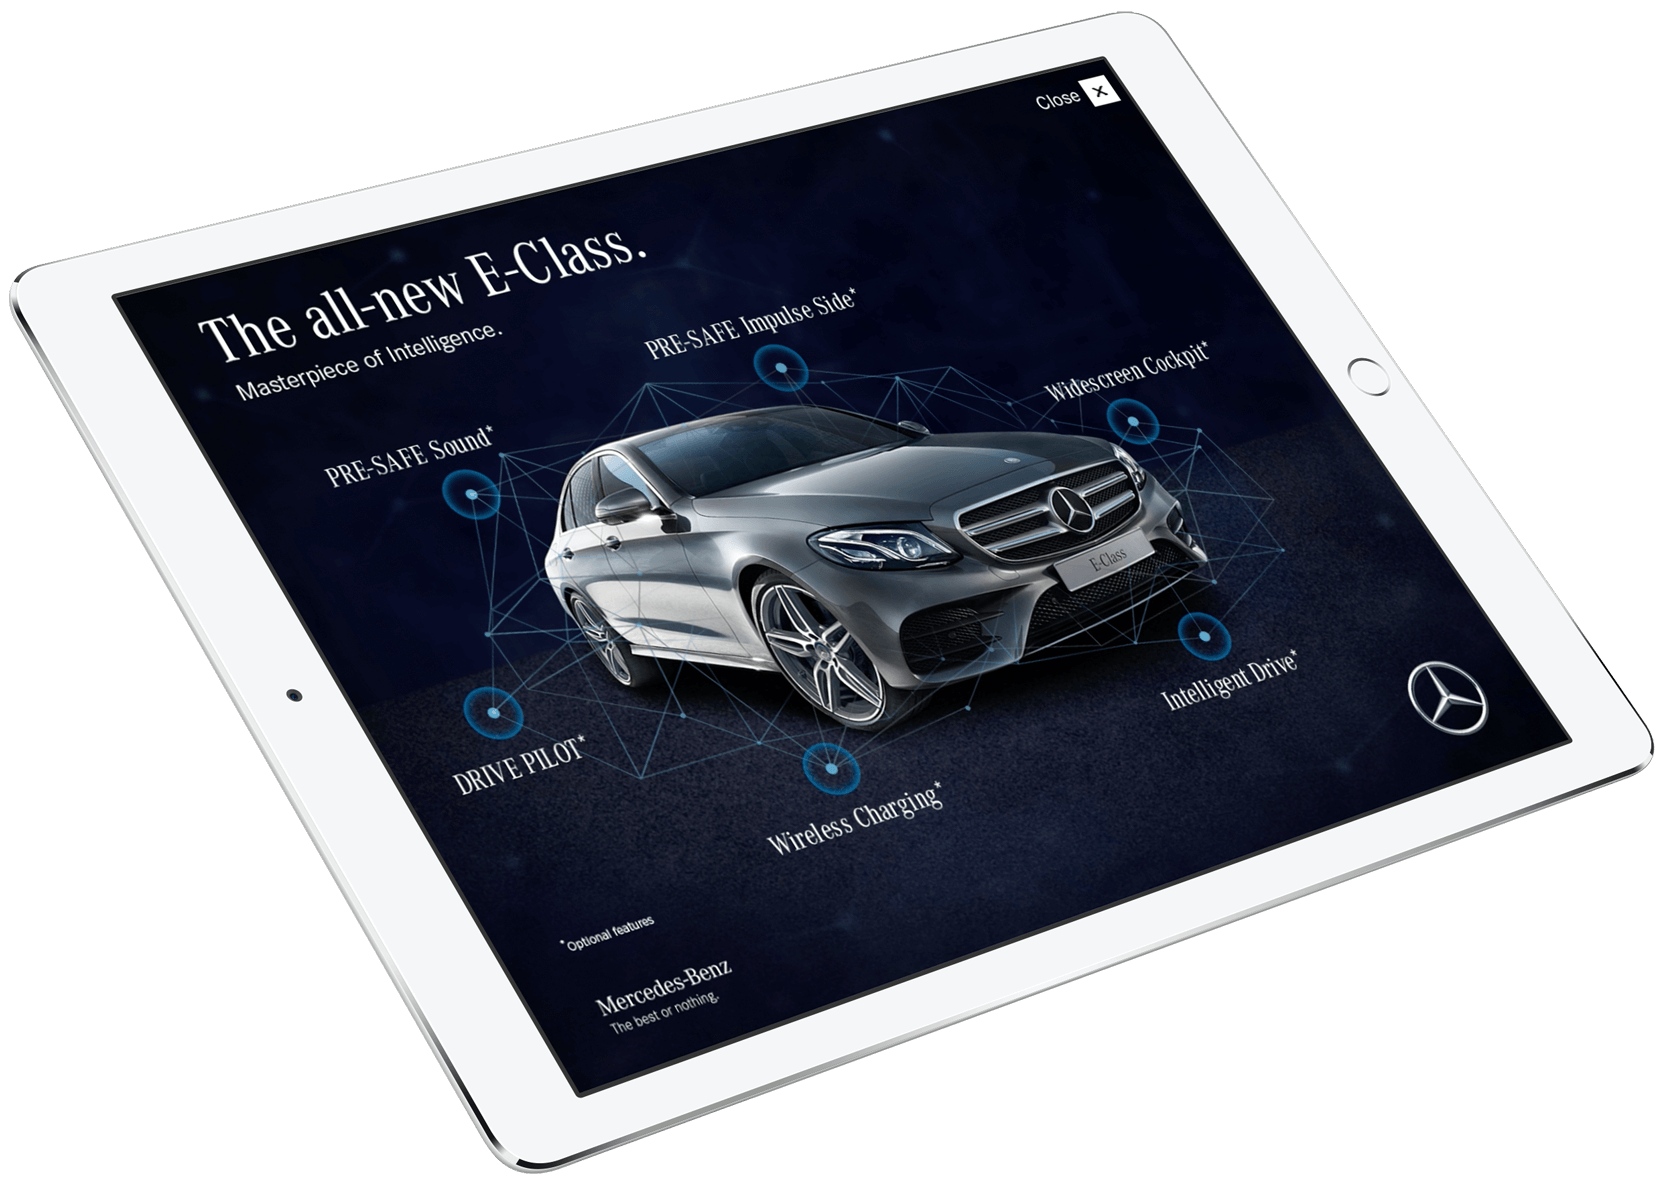 Close X
The all-new E-Class.
Masterpiece of Intelligence.
PRE-SAFE Impulse Side*
Widescreen Cockpit*
PRE-SAFE Sound*
E-Class
Intelligent Drive*
DRIVE PILOT*
Wireless Charging*
*Optional features
Mercedes-Benz
The best or nothing.